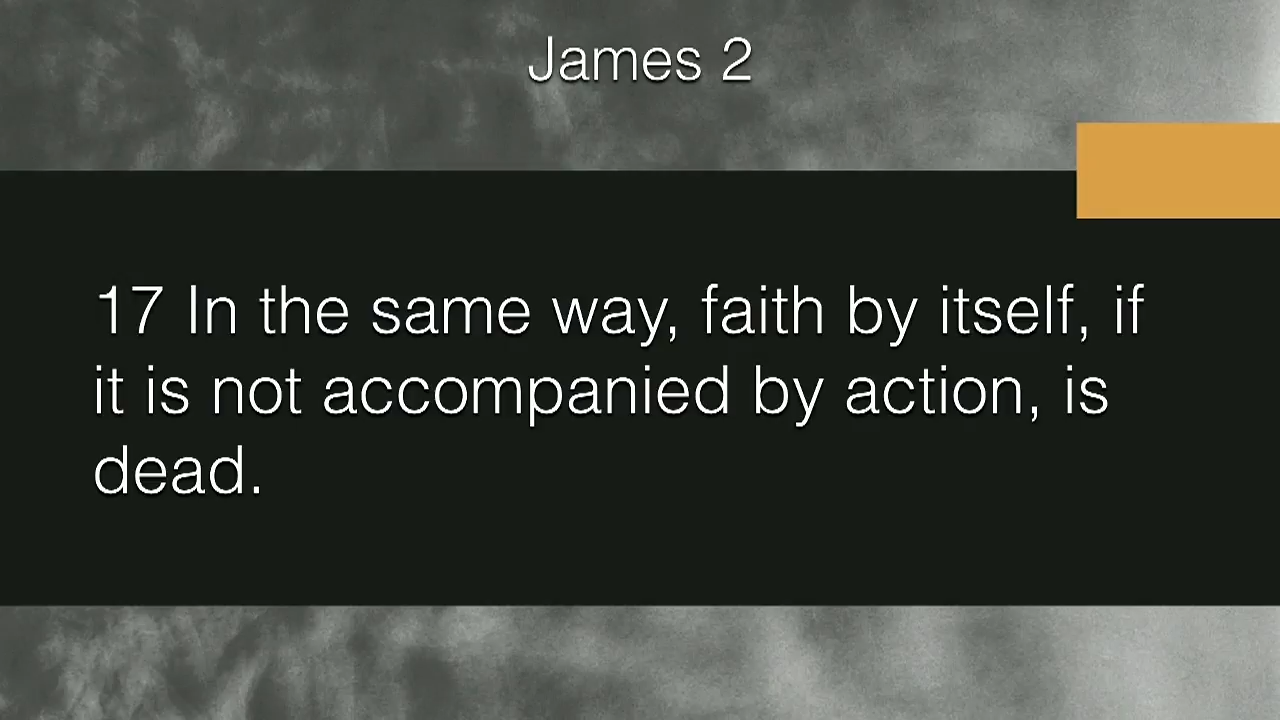 James 2
17 In the same way, faith by itself, if
it is not accompanied by action, is
dead.